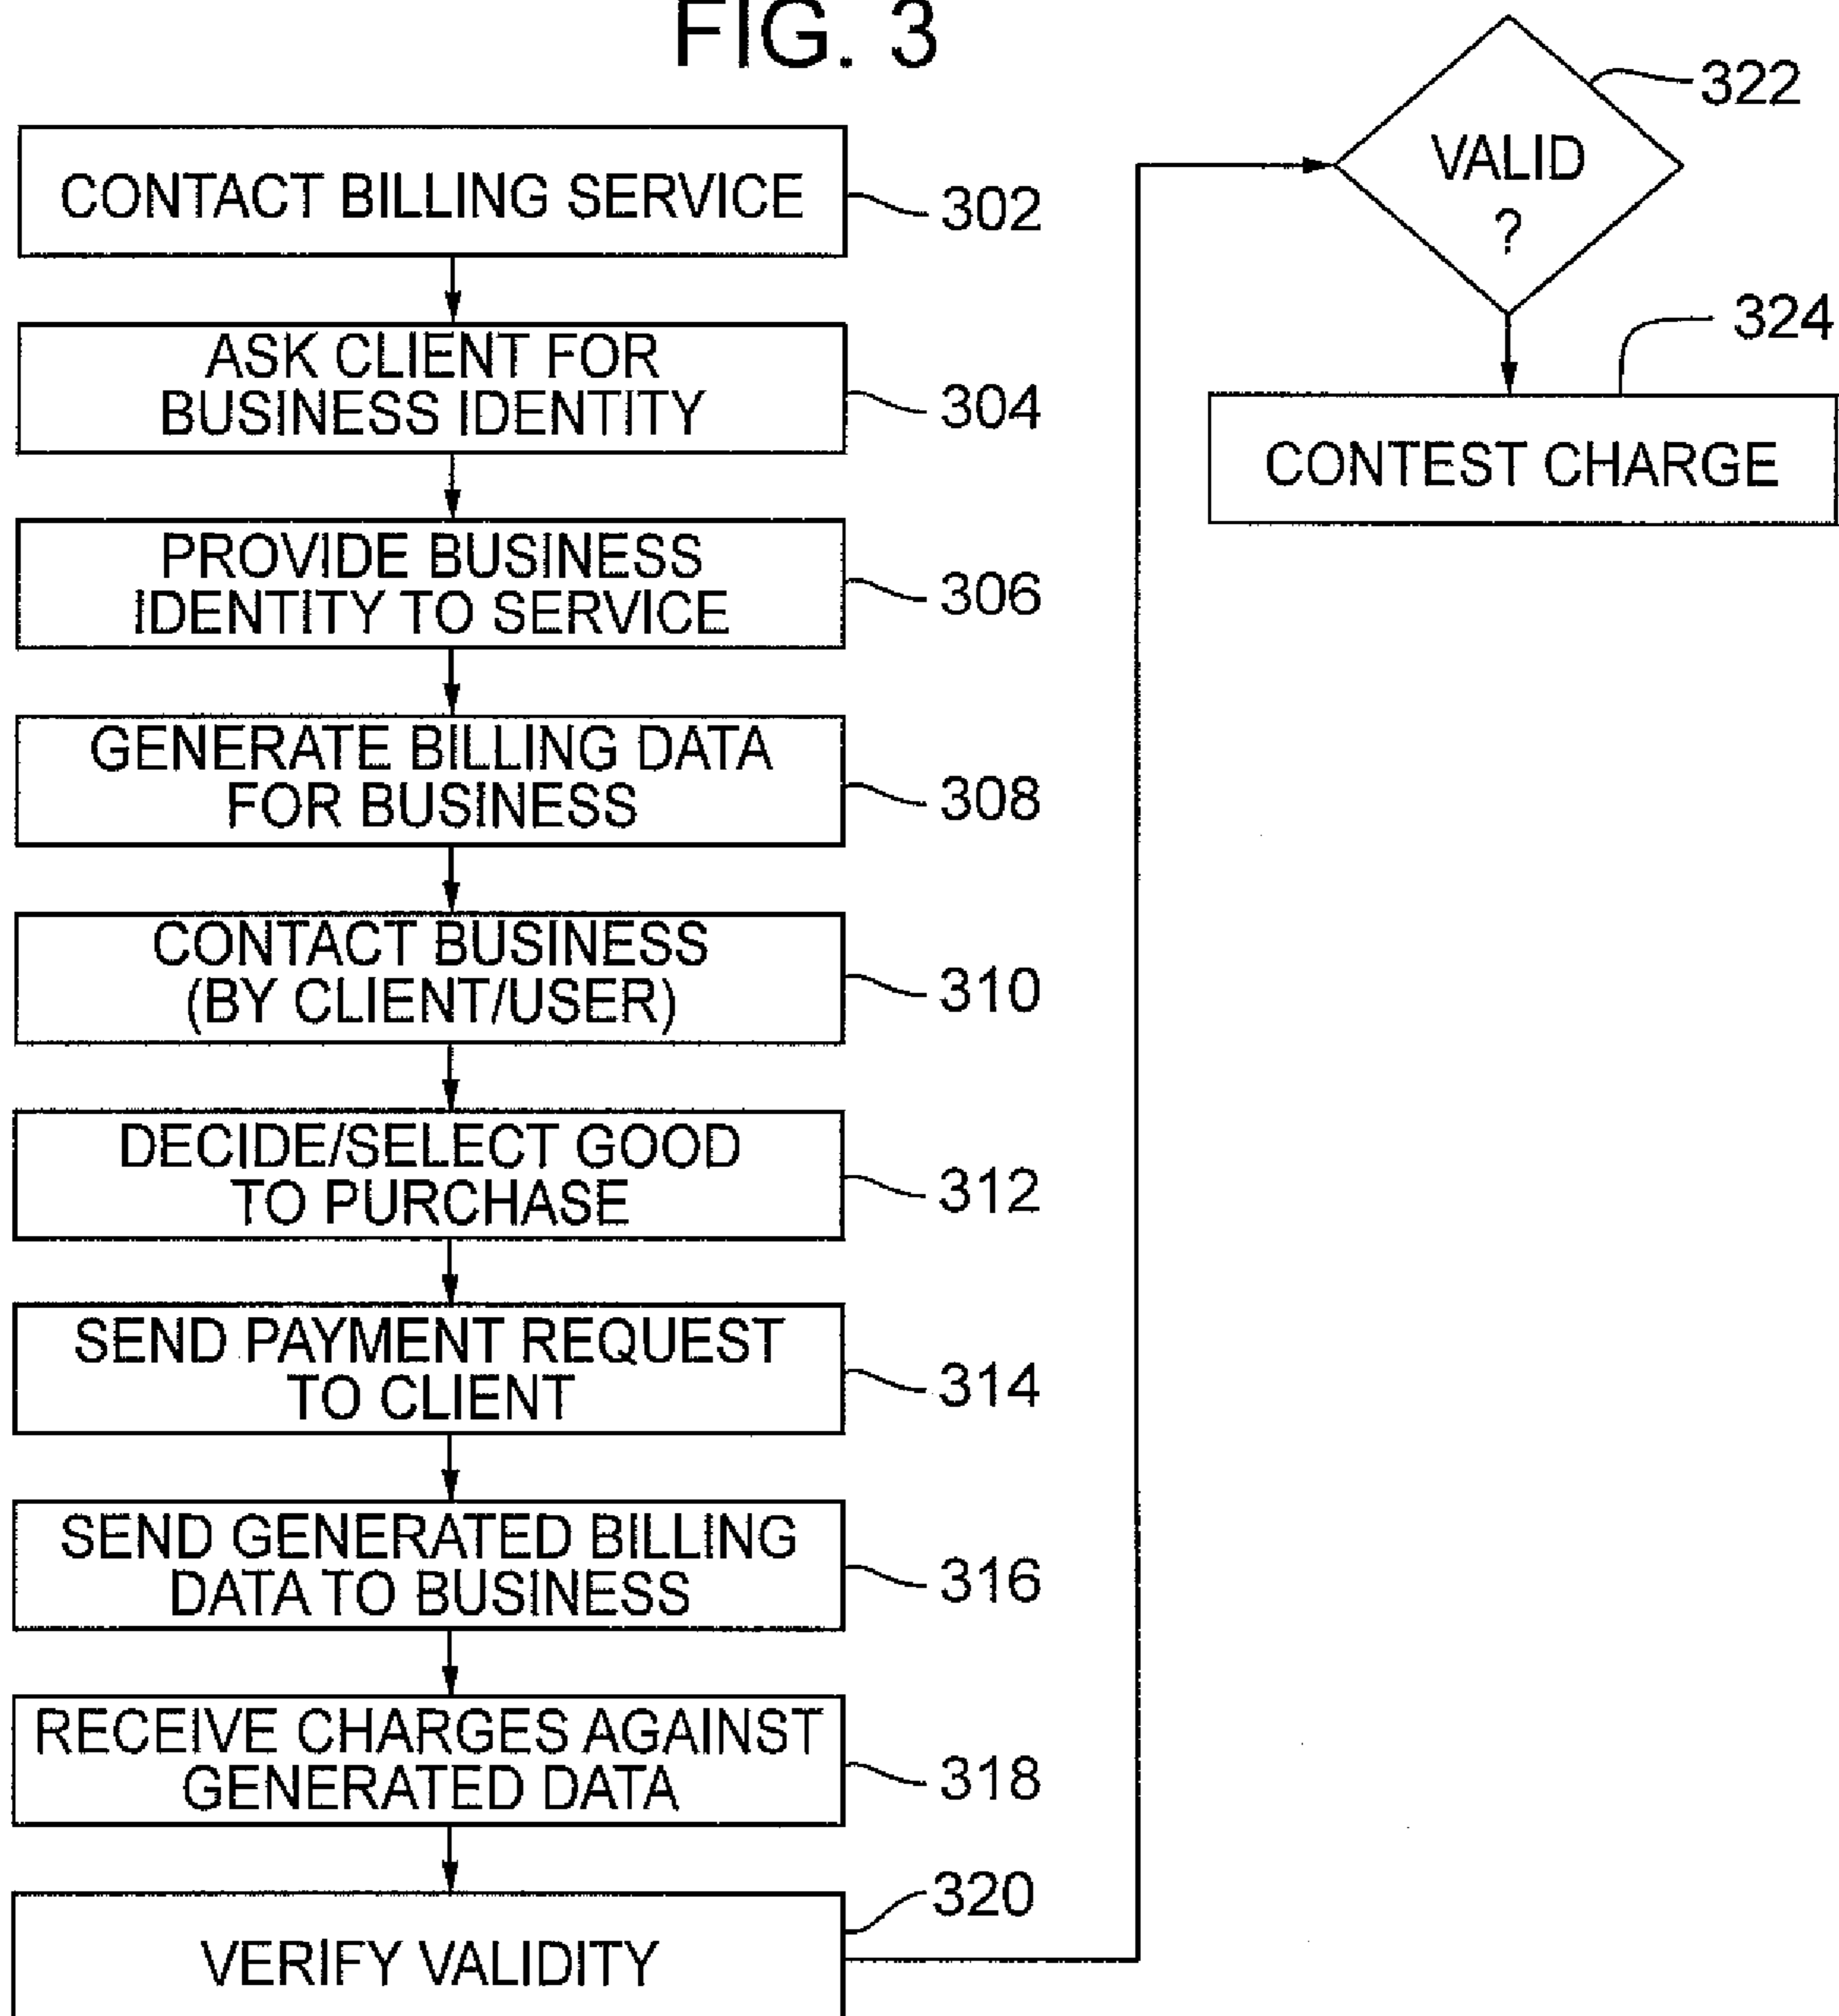 FIG. 3
CONTACT BILLING SERVICE
302
ASK CLIENT FOR
BUSINESS IDENTITY
304
PROVIDE BUSINESS
IDENTITY TO SERVICE
306
GENERATE BILLING DATA
FOR BUSINESS
308
CONTACT BUSINESS
(BY CLIENT/USER)
310
DECIDE/SELECT GOOD
TO PURCHASE
312
SEND PAYMENT REQUEST
TO CLIENT
314
SEND GENERATED BILLING
DATA TO BUSINESS
316
RECEIVE CHARGES AGAINST
GENERATED DATA
318
VERIFY VALIDITY
320
VALID
?
322
CONTEST CHARGE
324